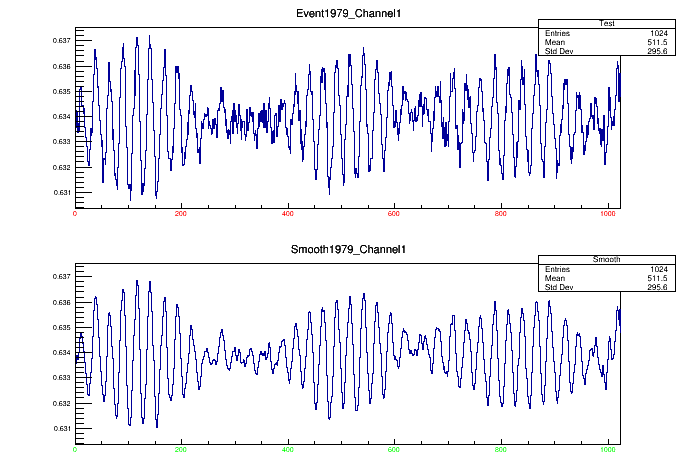 Event1979_Channel1
Test
Entries 1024
Mean 511.5
Std Dev 295.6
0.637
0.636
0.635
0.634
0.633
0.632
0.631
0 200 400 600 800 1000
Smooth1979_Channel1
Smooth
Entries 1024
Mean 511.5
Std Dev 295.6
0.637
0.636
0.635
0.634
0.633
0.632
0.631
0 200 400 600 800 1000